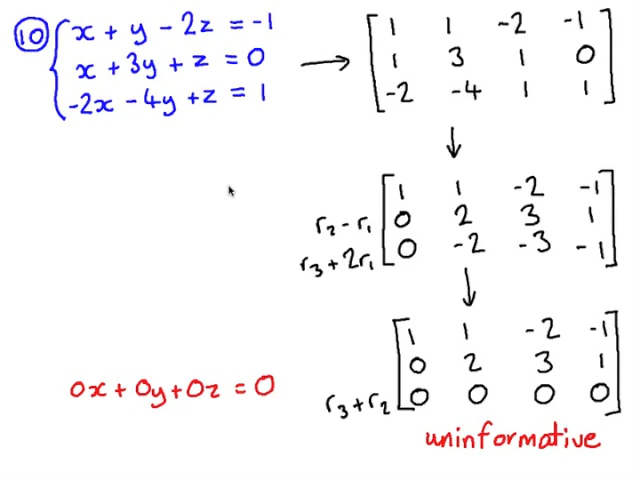 10 x + y - 2z = -1
x + 3y + z = 0
-2x - 4y + z = 1
1 1 -2 -1
1 3 1 0
-2 -4 1 1
1 1 -2 -1
r₂ - r₁ 0 2 3 1
r₃ + 2r₁ 0 -2 -3 -1
1 1 -2 -1
0 2 3 1
r₃ + r₂ 0 0 0 0
0x + 0y + 0z = 0
uninformative